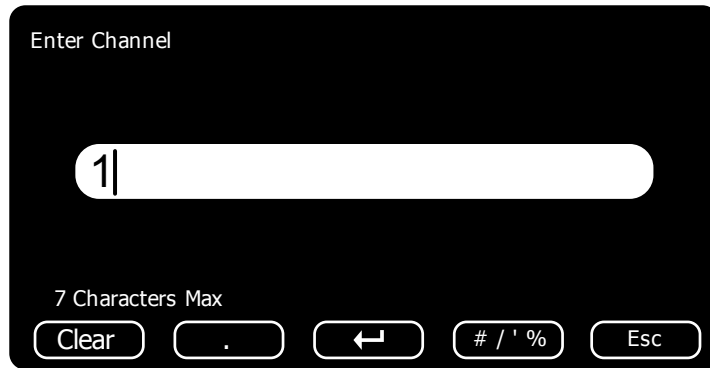 Enter Channel
1
7 Characters Max
Clear . ↵ # / ' % Esc